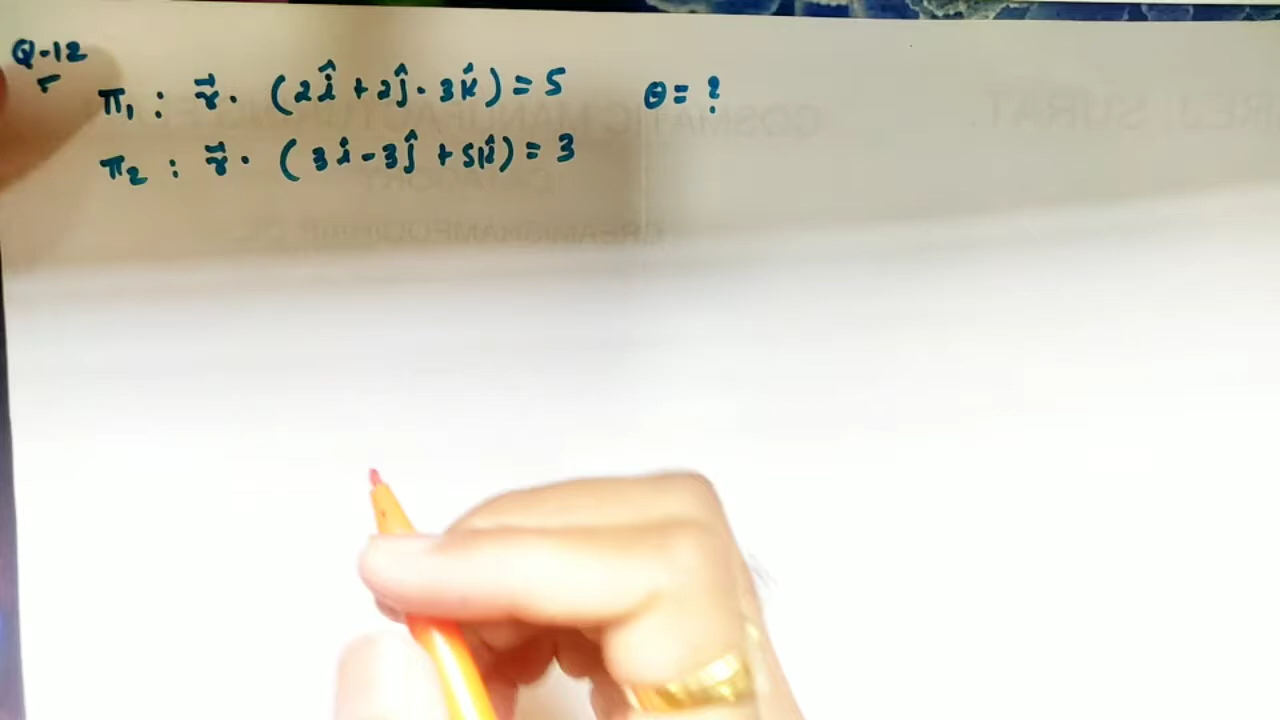 Q-12
π₁ : r⃗ · (2î + 2ĵ - 3k̂) = 5 θ = ?
π₂ : r⃗ · (3î - 3ĵ + 5k̂) = 3